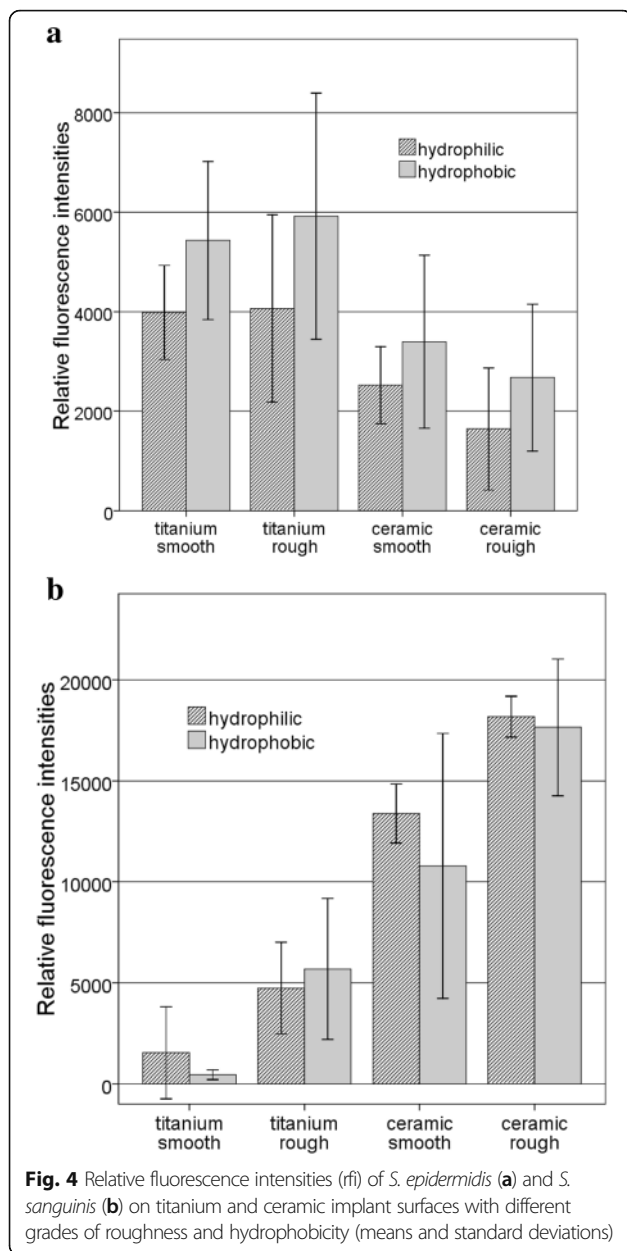 a
8000
6000
4000
2000
0
Relative fluorescence intensities
hydrophilic
hydrophobic
titanium smooth
titanium rough
ceramic smooth
ceramic rouigh
b
20000
15000
10000
5000
0
Relative fluorescence intensities
hydrophilic
hydrophobic
titanium smooth
titanium rough
ceramic smooth
ceramic rough
Fig. 4 Relative fluorescence intensities (rfi) of S. epidermidis (a) and S.
sanguinis (b) on titanium and ceramic implant surfaces with different
grades of roughness and hydrophobicity (means and standard deviations)